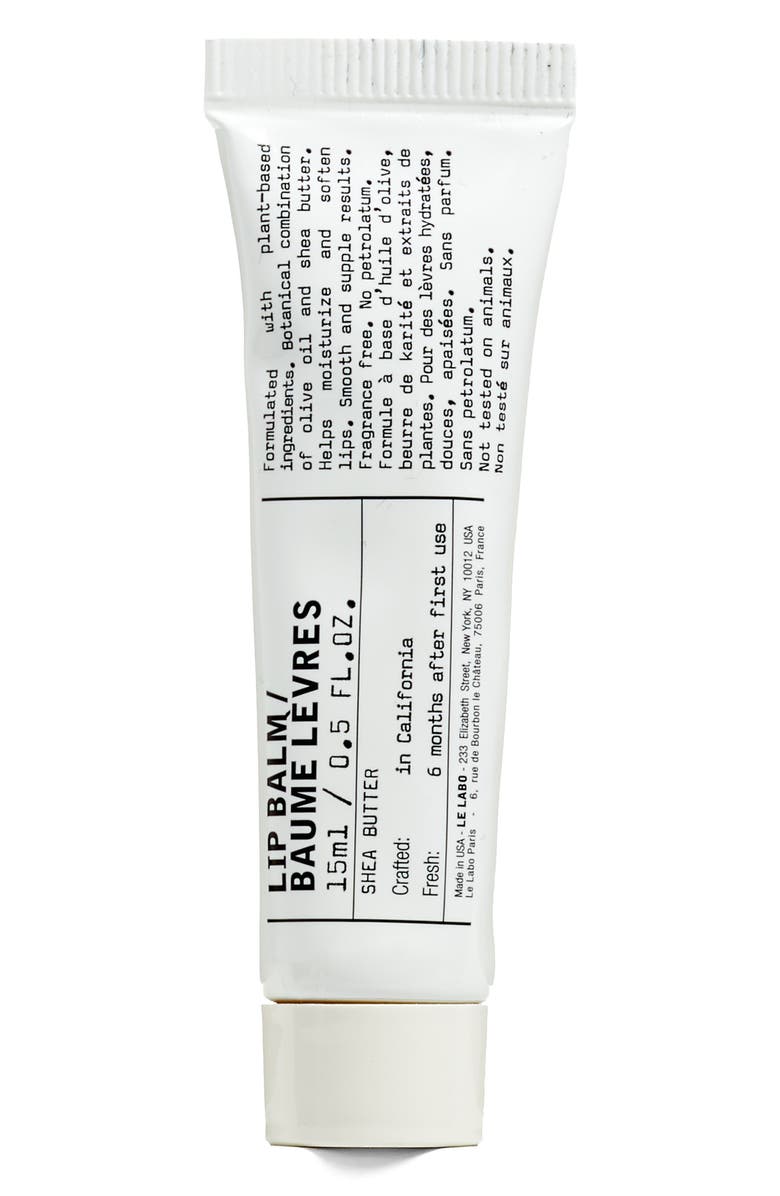 LIP BALM/
BAUME LÈVRES
15ml / 0.5 FL.OZ.
SHEA BUTTER
Crafted: in California
Fresh: 6 months after first use
Made in USA - LE LABO - 233 Elizabeth Street, New York, NY 10012 USA
Le Labo Paris - 6, rue de Bourbon le Château, 75006 Paris, France
Formulated with plant-based
ingredients. Botanical combination
of olive oil and shea butter.
Helps moisturize and soften
lips. Smooth and supple results.
Fragrance free. No petrolatum.
Formule à base d'huile d'olive,
beurre de karité et extraits de
plantes. Pour des lèvres hydratées,
douces, apaisées. Sans parfum.
Sans petrolatum.
Not tested on animals.
Non testé sur animaux.